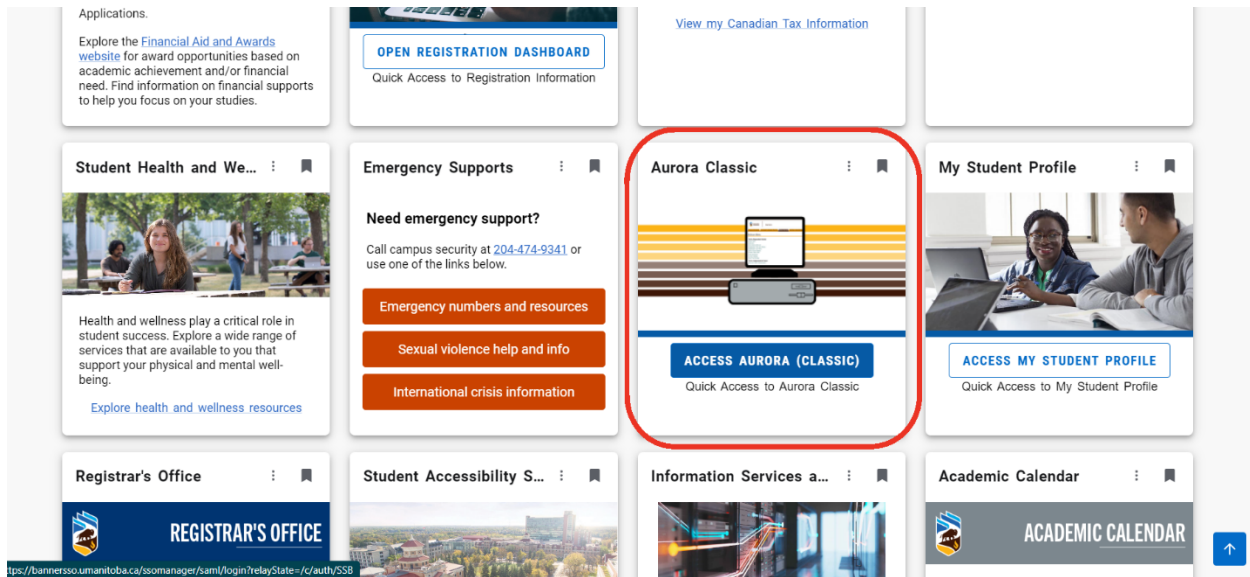 Applications.
Explore the Financial Aid and Awards
website for award opportunities based on
academic achievement and/or financial
need. Find information on financial supports
to help you focus on your studies.
OPEN REGISTRATION DASHBOARD
Quick Access to Registration Information
View my Canadian Tax Information
Student Health and We...
Health and wellness play a critical role in
student success. Explore a wide range of
services that are available to you that
support your physical and mental well-
being.
Explore health and wellness resources
Emergency Supports
Need emergency support?
Call campus security at 204-474-9341 or
use one of the links below.
Emergency numbers and resources
Sexual violence help and info
International crisis information
Aurora Classic
ACCESS AURORA (CLASSIC)
Quick Access to Aurora Classic
My Student Profile
ACCESS MY STUDENT PROFILE
Quick Access to My Student Profile
Registrar's Office
REGISTRAR'S OFFICE
Student Accessibility S...
Information Services a...
Academic Calendar
ACADEMIC CALENDAR
tps://bannersso.umanitoba.ca/ssomanager/saml/login?relayState=/c/auth/SSB